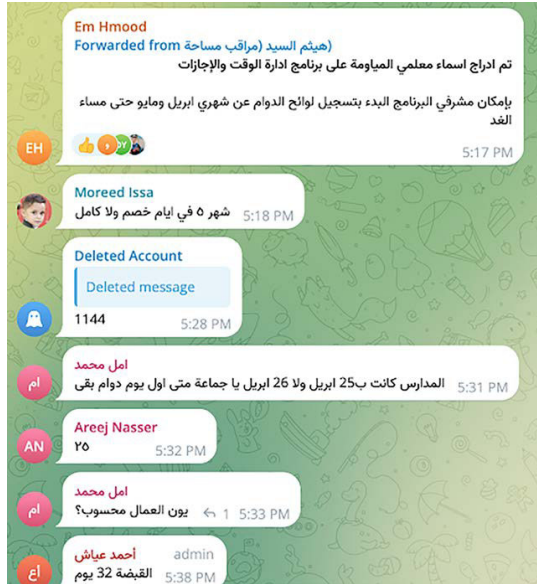 Em Hmood
Forwarded from هيثم السيد (مراقب مساحة)
تم ادراج اسماء معلمي المياومة على برنامج ادارة الوقت والإجازات
بإمكان مشرفي البرنامج البدء بتسجيل لوائح الدوام عن شهري ابريل ومايو حتى مساء
الغد
EH
5:17 PM
Moreed Issa
شهر ٥ في ايام خصم ولا كامل 5:18 PM
Deleted Account
Deleted message
1144 5:28 PM
امل محمد
المدارس كانت ب25 ابريل ولا 26 ابريل يا جماعة متى اول يوم دوام بقى 5:31 PM
ام
Areej Nasser
AN
٢٥ 5:32 PM
امل محمد
يون العمال محسوب؟ 1 5:33 PM
ام
أحمد عياش admin
القبضة 32 يوم 5:38 PM
أع